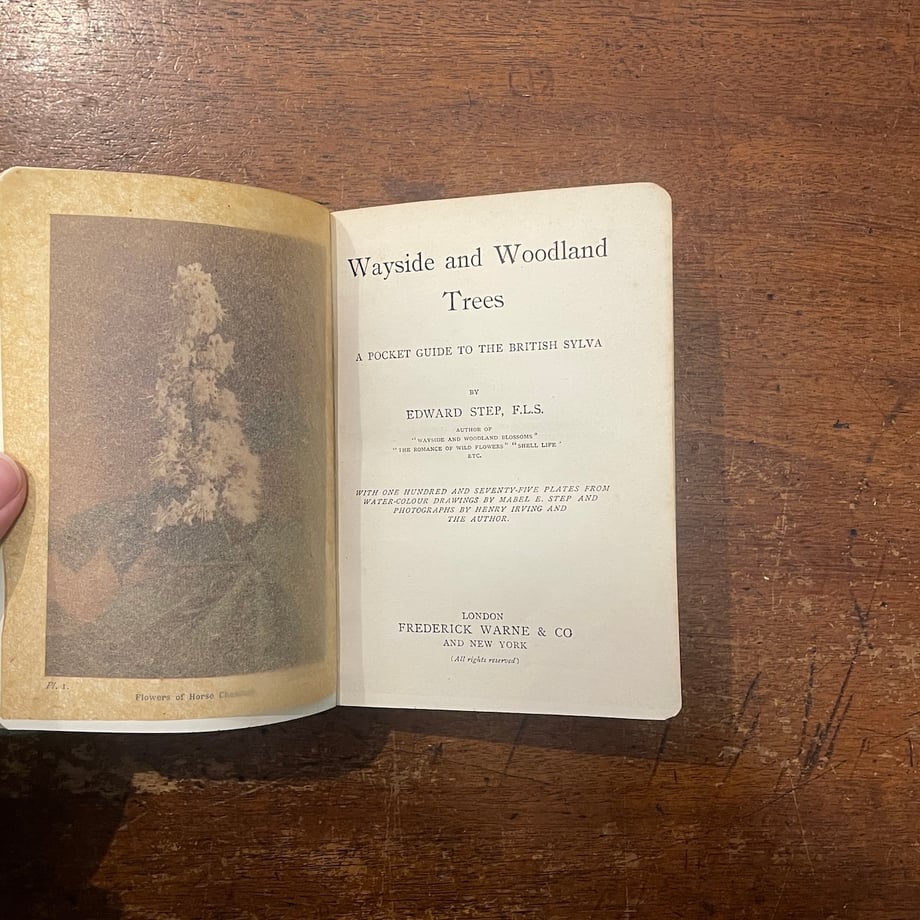 Pl. 1.
Flowers of Horse Chestnut
Wayside and Woodland
Trees
A POCKET GUIDE TO THE BRITISH SYLVA
BY
EDWARD STEP, F.L.S.
AUTHOR OF
"WAYSIDE AND WOODLAND BLOSSOMS"
"THE ROMANCE OF WILD FLOWERS" "SHELL LIFE"
ETC.
WITH ONE HUNDRED AND SEVENTY-FIVE PLATES FROM
WATER-COLOUR DRAWINGS BY MABEL E. STEP AND
PHOTOGRAPHS BY HENRY IRVING AND
THE AUTHOR.
LONDON
FREDERICK WARNE & CO
AND NEW YORK
(All rights reserved)